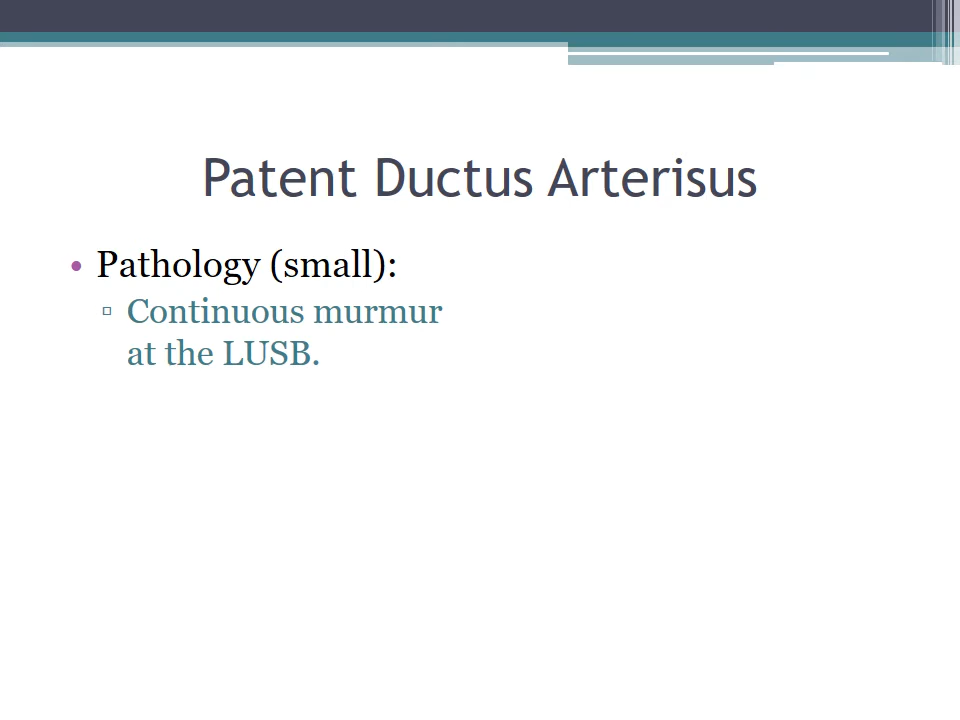 Patent Ductus Arterisus
• Pathology (small):
▫ Continuous murmur
at the LUSB.